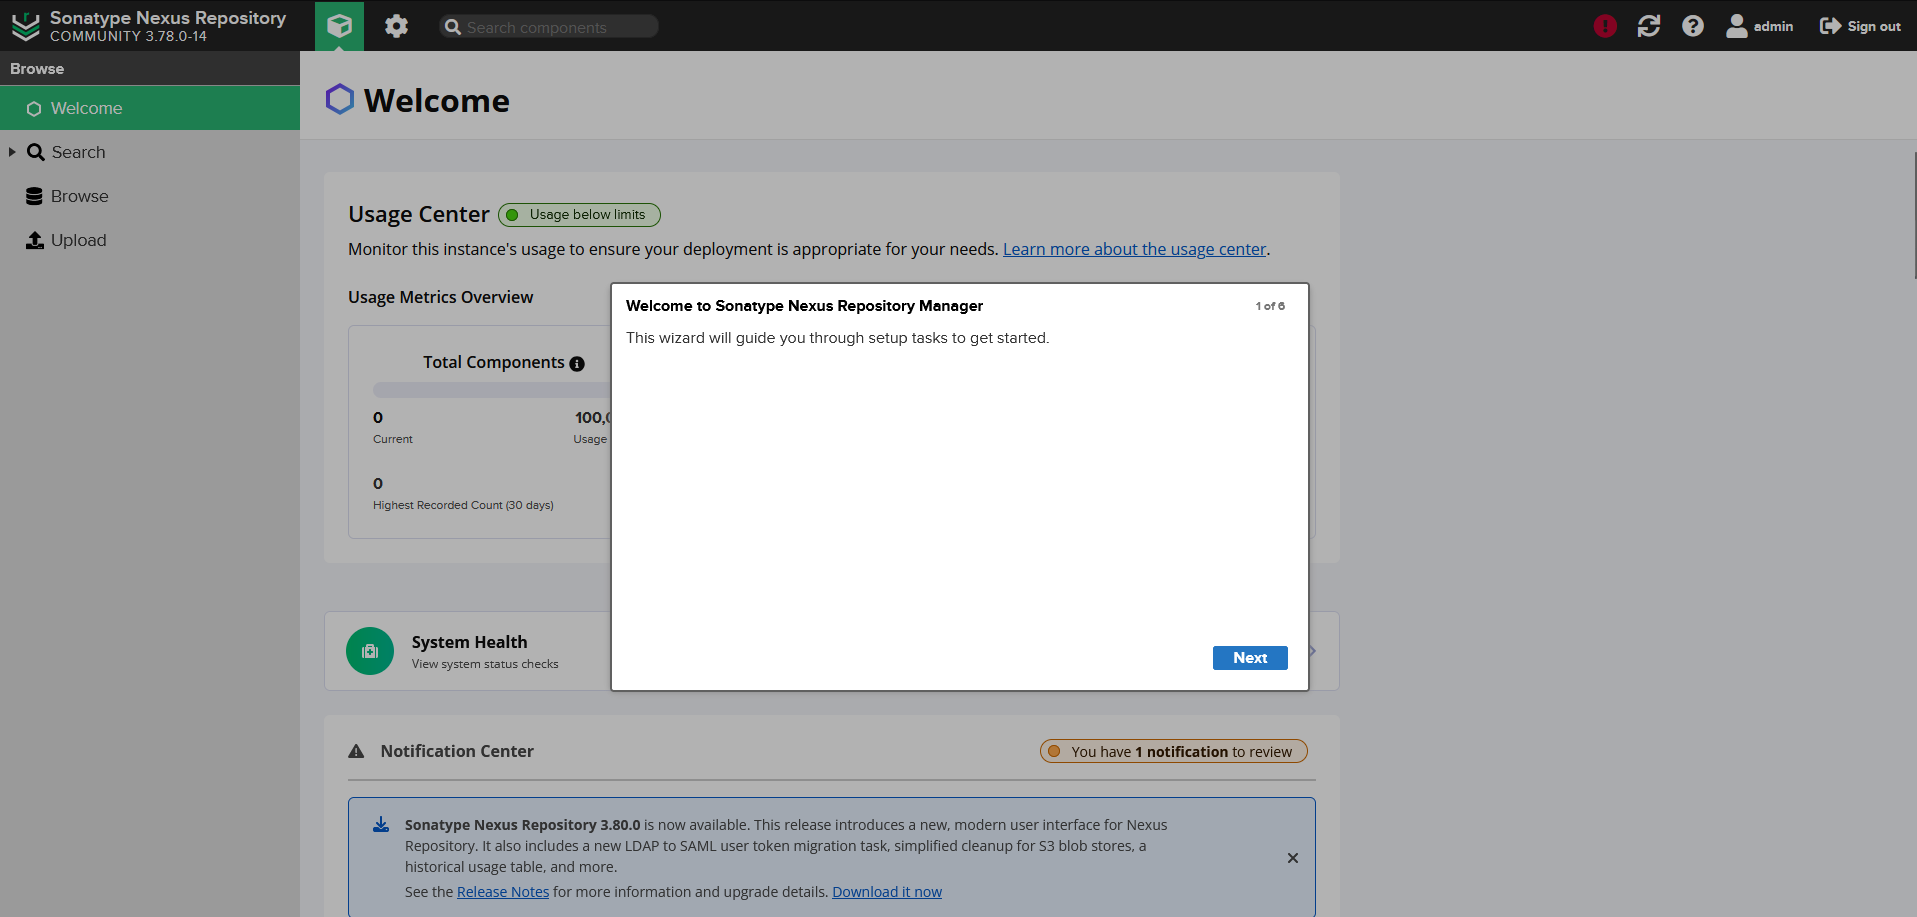 Sonatype Nexus Repository
COMMUNITY 3.78.0-14
Search components
admin
Sign out
Browse
Welcome
Search
Browse
Upload
Welcome
Usage Center
Usage below limits
Monitor this instance's usage to ensure your deployment is appropriate for your needs. Learn more about the usage center.
Usage Metrics Overview
Total Components
0
Current
100,0
Usage
0
Highest Recorded Count (30 days)
Welcome to Sonatype Nexus Repository Manager
1 of 6
This wizard will guide you through setup tasks to get started.
Next
System Health
View system status checks
Notification Center
You have 1 notification to review
Sonatype Nexus Repository 3.80.0 is now available. This release introduces a new, modern user interface for Nexus
Repository. It also includes a new LDAP to SAML user token migration task, simplified cleanup for S3 blob stores, a
historical usage table, and more.
See the Release Notes for more information and upgrade details. Download it now